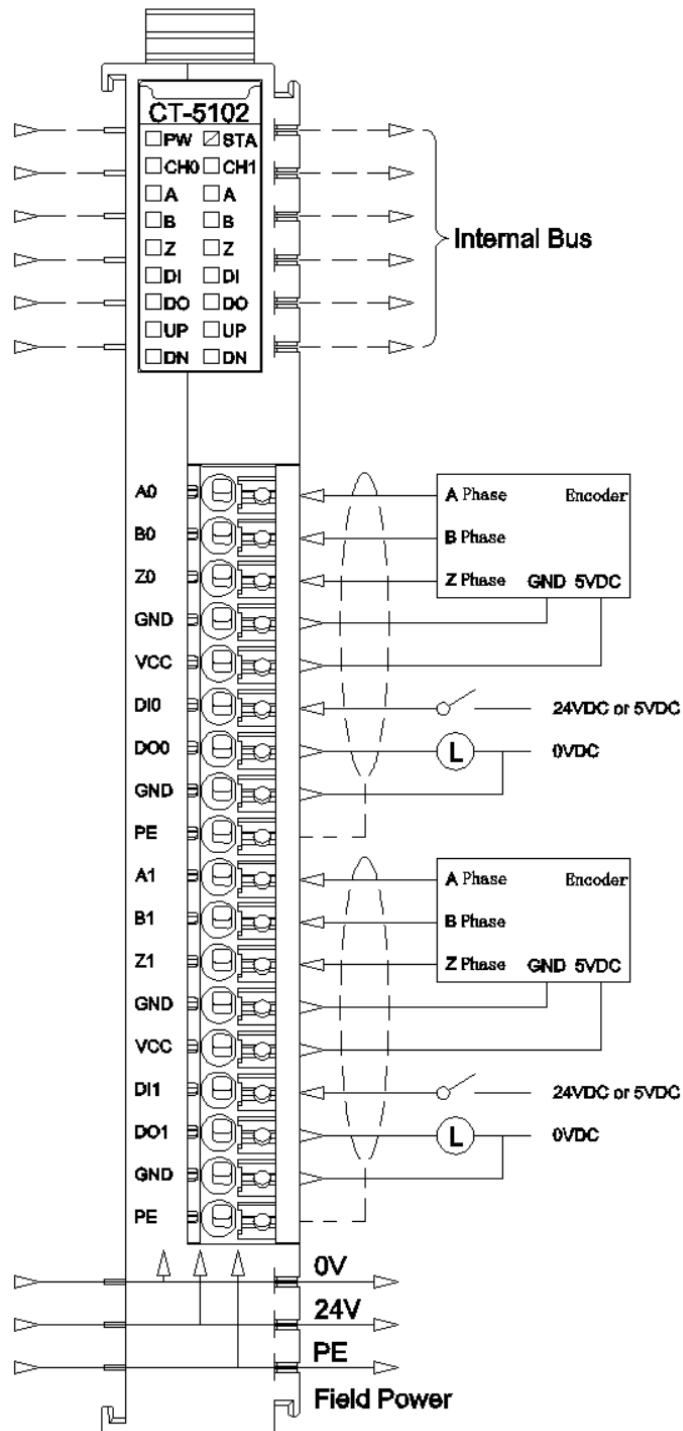 CT-5102
PW STA
CH0 CH1
A A
B B
Z Z
DI DI
DO DO
UP UP
DN DN
Internal Bus
A0
B0
Z0
GND
VCC
DI0
DO0
GND
PE
A Phase Encoder
B Phase
Z Phase GND 5VDC
24VDC or 5VDC
L 0VDC
A1
B1
Z1
GND
VCC
DI1
DO1
GND
PE
A Phase Encoder
B Phase
Z Phase GND 5VDC
24VDC or 5VDC
L 0VDC
0V
24V
PE
Field Power